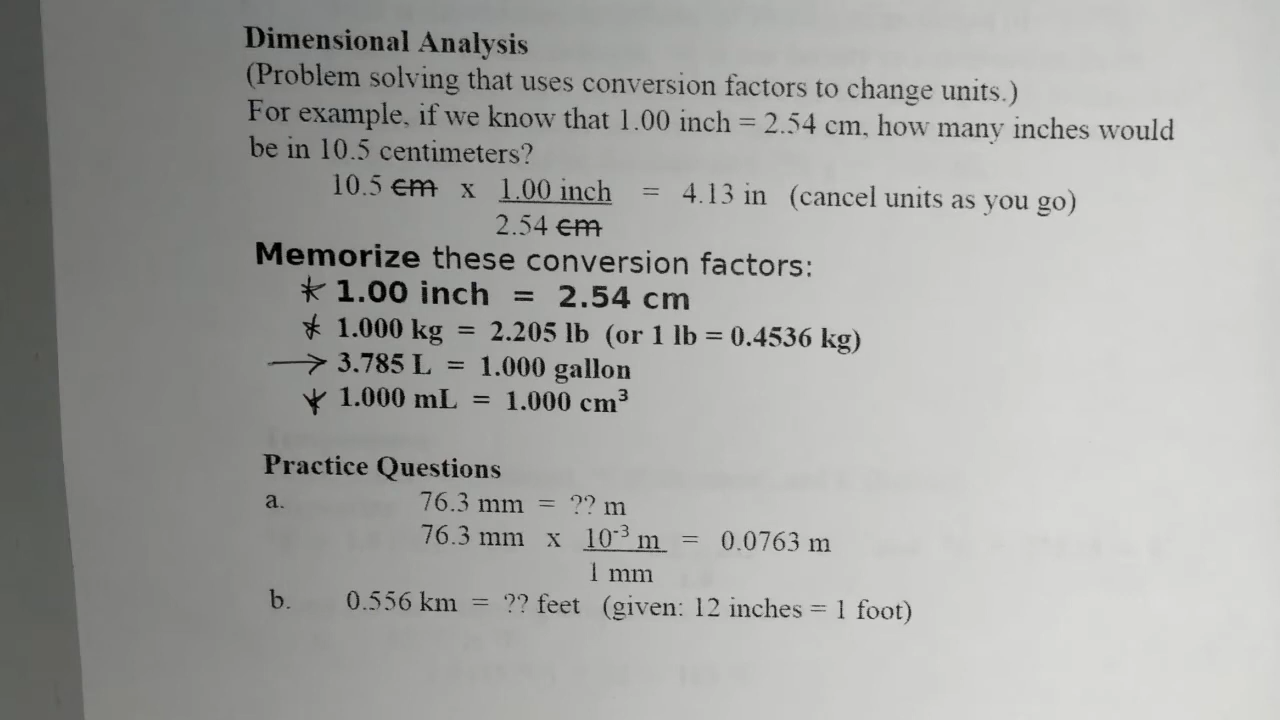 Dimensional Analysis
(Problem solving that uses conversion factors to change units.)
For example, if we know that 1.00 inch = 2.54 cm, how many inches would
be in 10.5 centimeters?
10.5 cm x 1.00 inch = 4.13 in (cancel units as you go)
2.54 cm
Memorize these conversion factors:
* 1.00 inch = 2.54 cm
* 1.000 kg = 2.205 lb (or 1 lb = 0.4536 kg)
→ 3.785 L = 1.000 gallon
* 1.000 mL = 1.000 cm³
Practice Questions
a. 76.3 mm = ?? m
76.3 mm x 10⁻³ m = 0.0763 m
1 mm
b. 0.556 km = ?? feet (given: 12 inches = 1 foot)